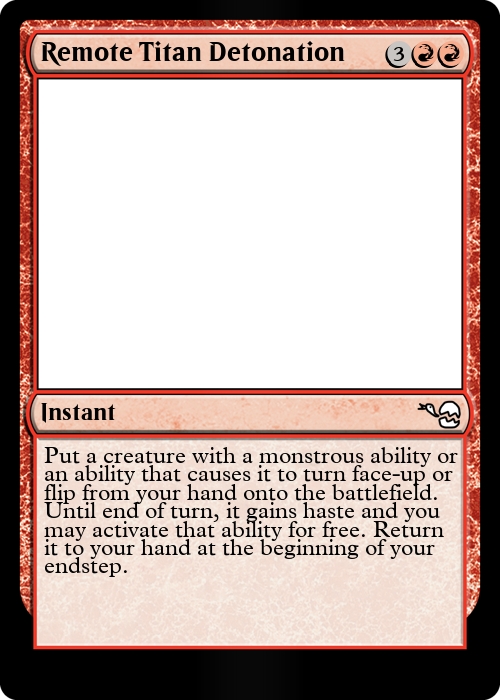 Remote Titan Detonation 3
Instant
Put a creature with a monstrous ability or
an ability that causes it to turn face-up or
flip from your hand onto the battlefield.
Until end of turn, it gains haste and you
may activate that ability for free. Return
it to your hand at the beginning of your
endstep.